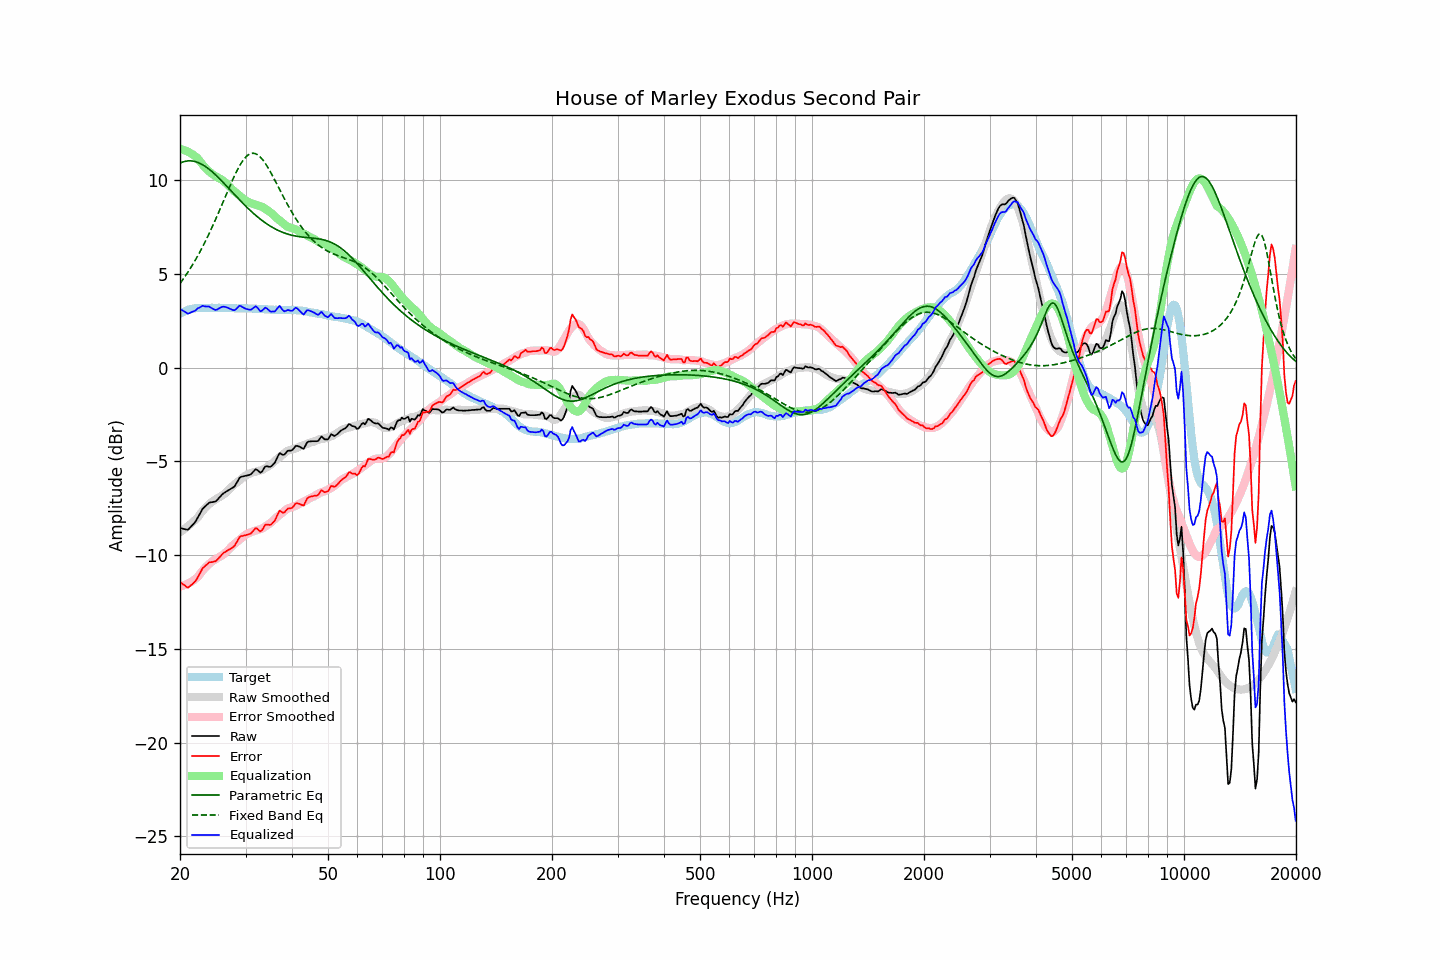 House of Marley Exodus Second Pair
10
5
0
−5
−10
−15
−20
−25
Amplitude (dBr)
Target
Raw Smoothed
Error Smoothed
Raw
Error
Equalization
Parametric Eq
Fixed Band Eq
Equalized
20 50 100 200 500 1000 2000 5000 10000 20000
Frequency (Hz)